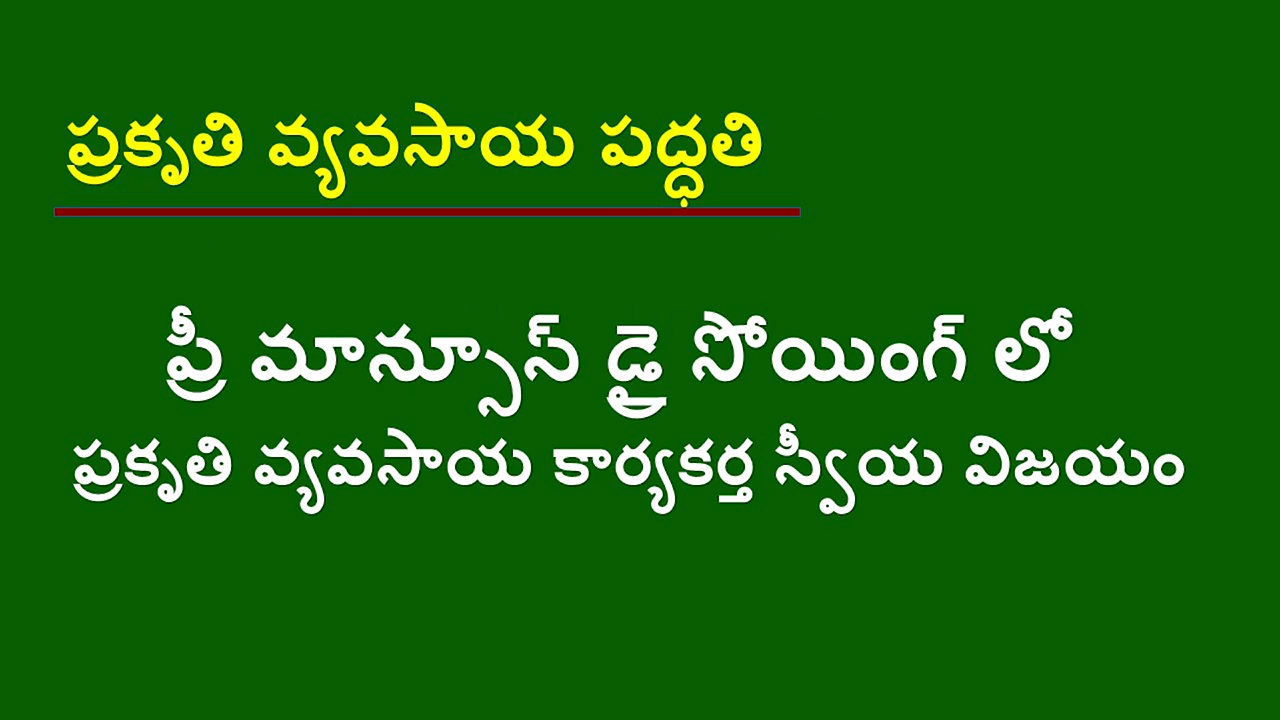 ప్రకృతి వ్యవసాయ పద్ధతి
ప్రీ మాన్సూస్ డ్రై సోయింగ్ లో
ప్రకృతి వ్యవసాయ కార్యకర్త స్వీయ విజయం